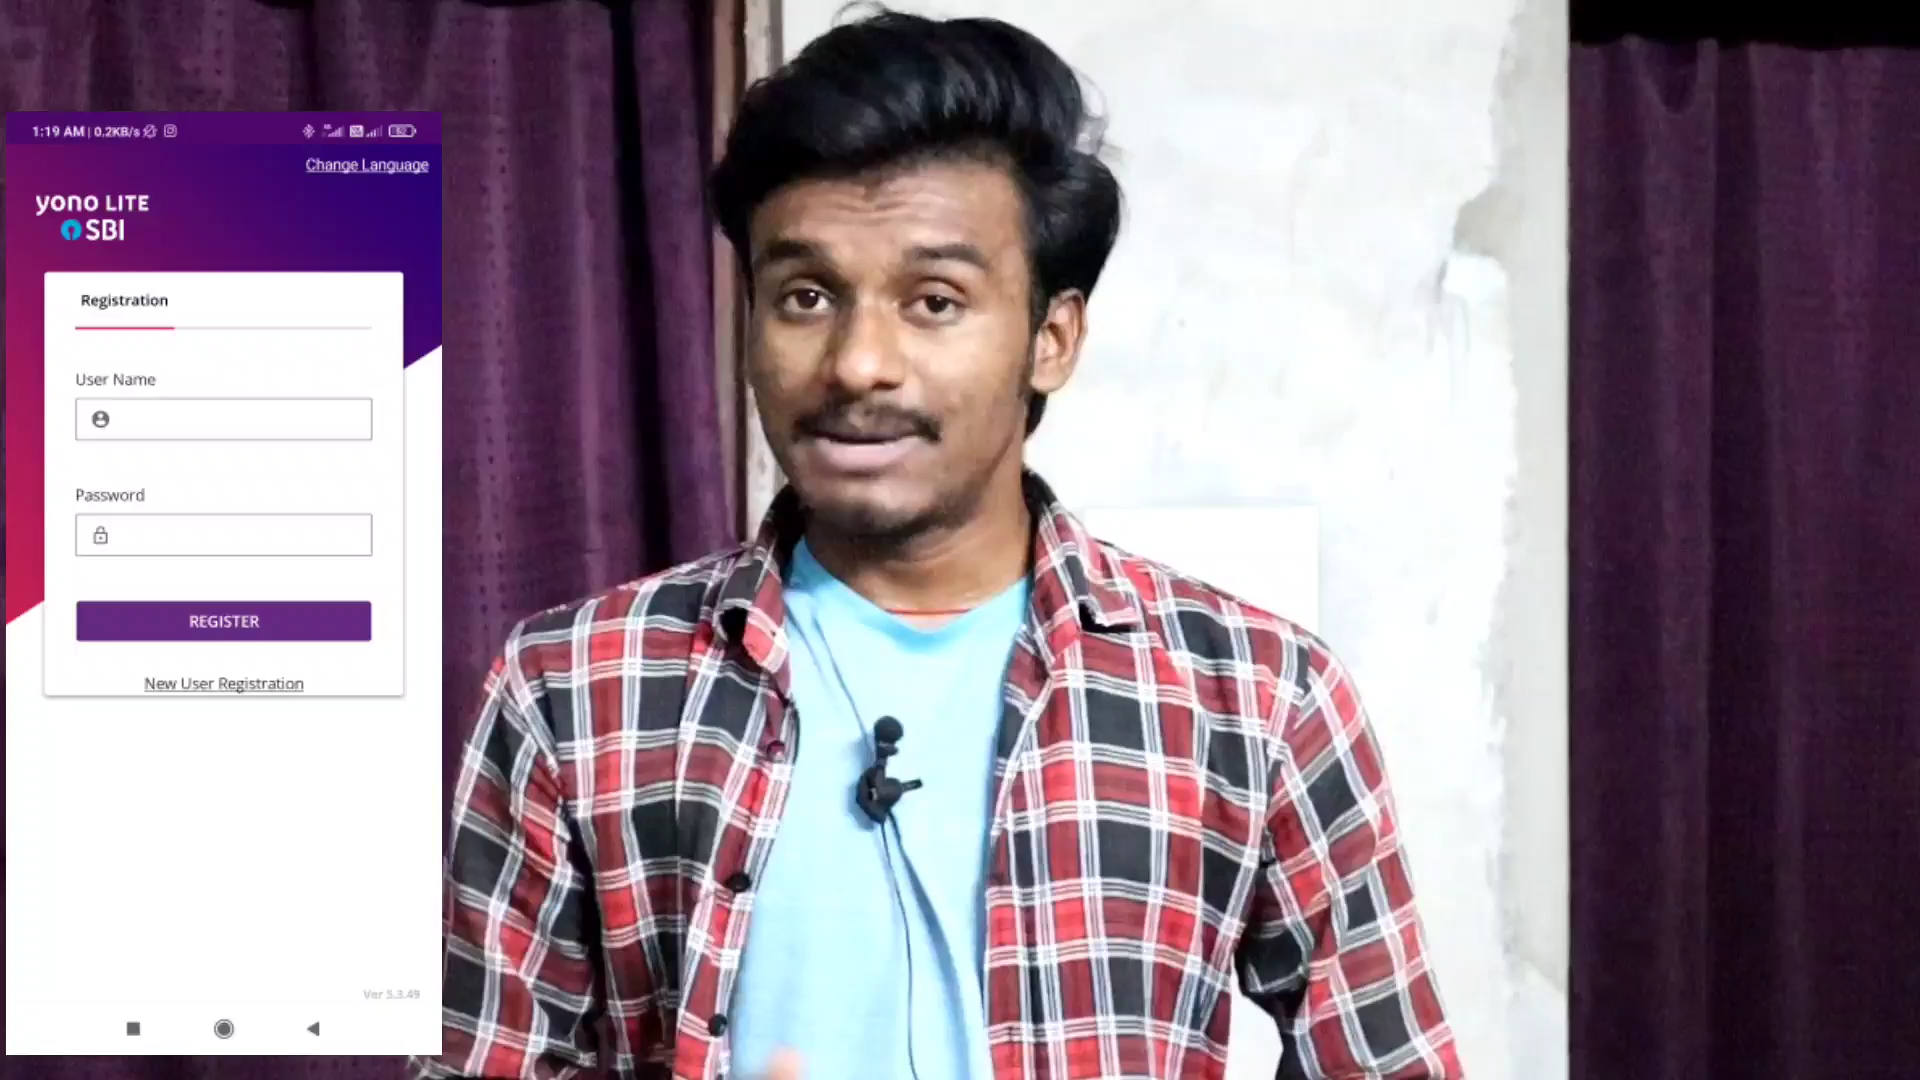 1:19 AM | 0.2KB/s
Change Language
yono LITE
SBI
Registration
User Name
Password
REGISTER
New User Registration
Ver 5.3.49